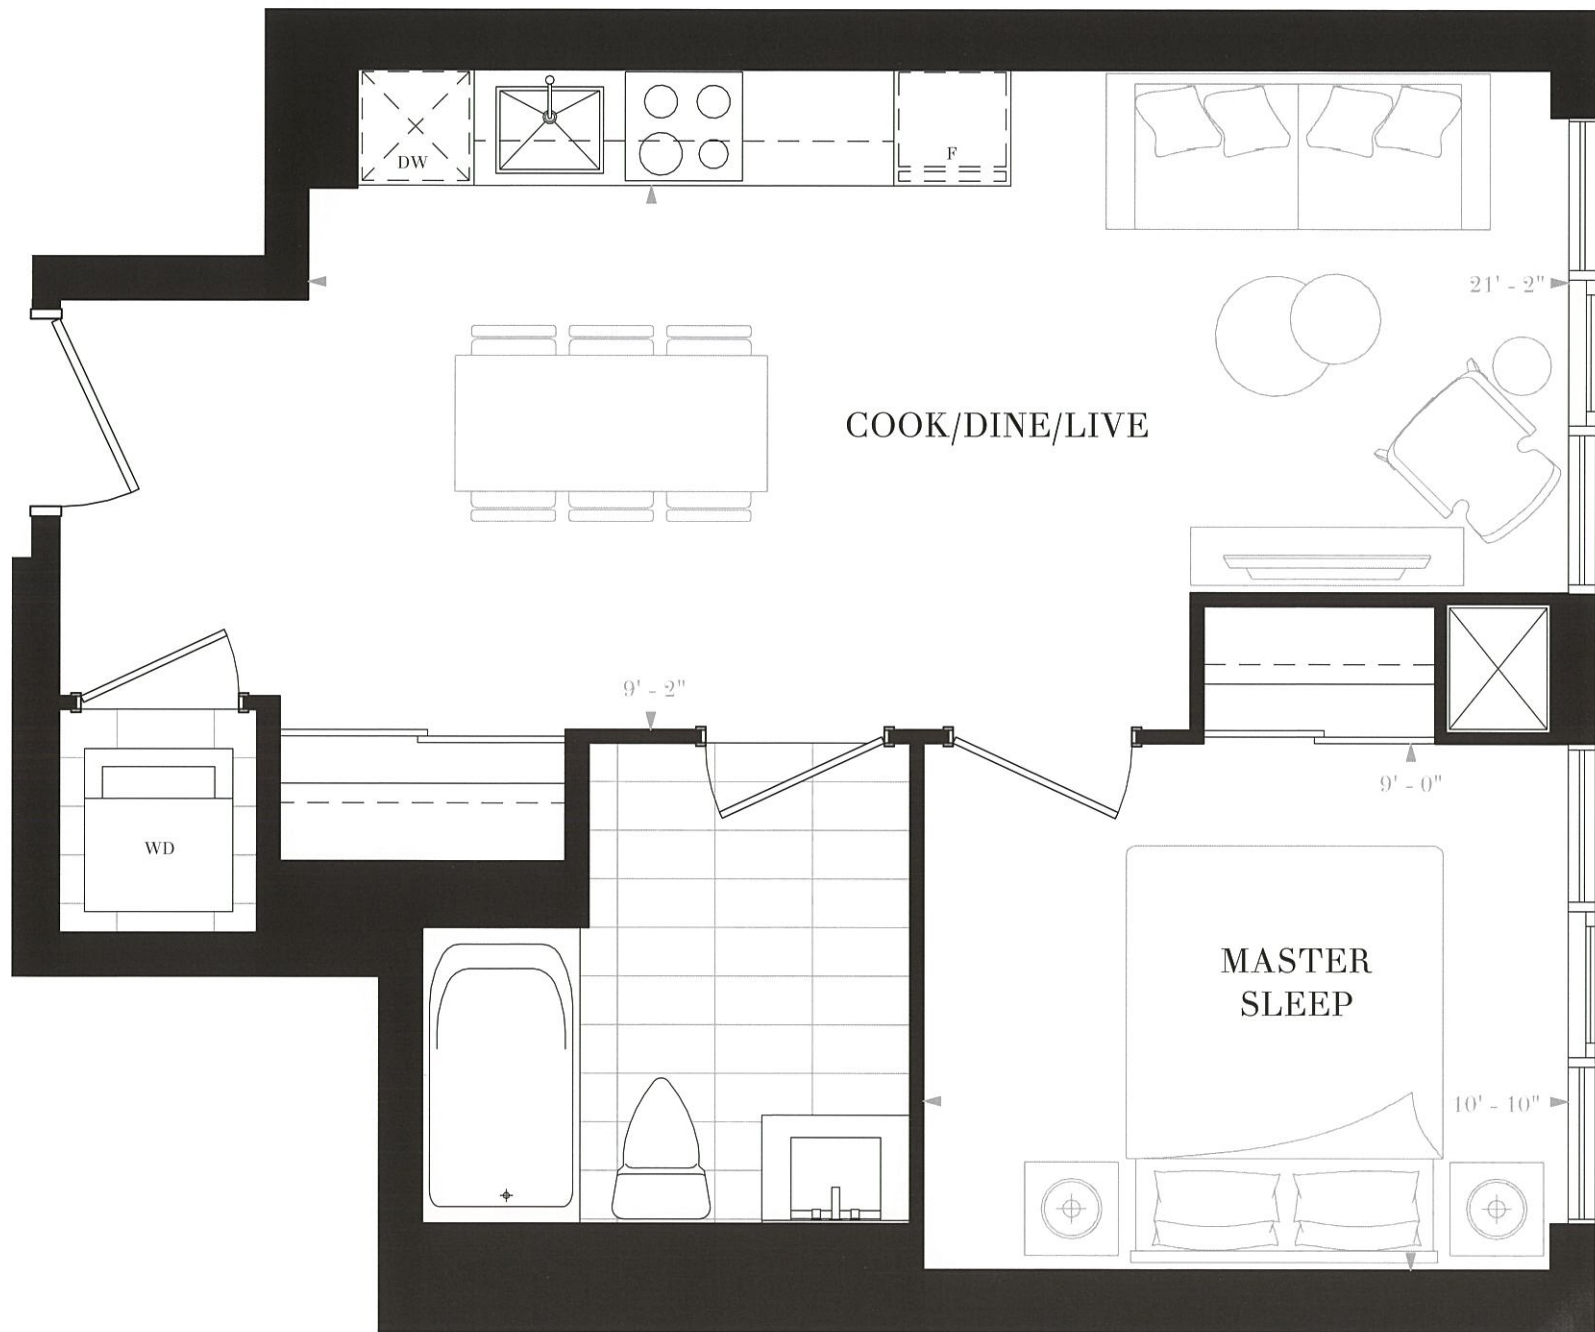 DW
F
21' - 2"
COOK/DINE/LIVE
9' - 2"
9' - 0"
WD
MASTER
SLEEP
10' - 10"